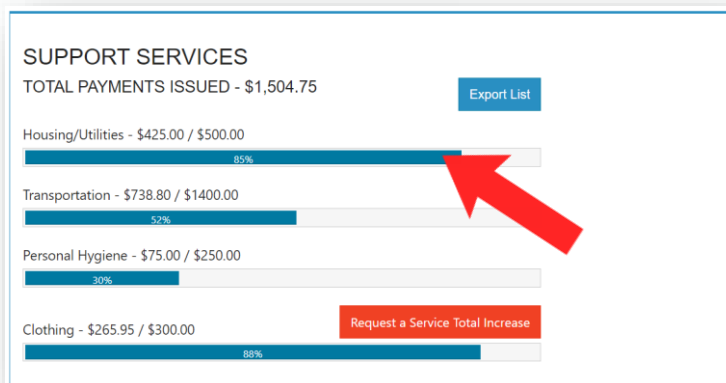 SUPPORT SERVICES
TOTAL PAYMENTS ISSUED - $1,504.75
Export List
Housing/Utilities - $425.00 / $500.00
85%
Transportation - $738.80 / $1400.00
52%
Personal Hygiene - $75.00 / $250.00
30%
Request a Service Total Increase
Clothing - $265.95 / $300.00
88%